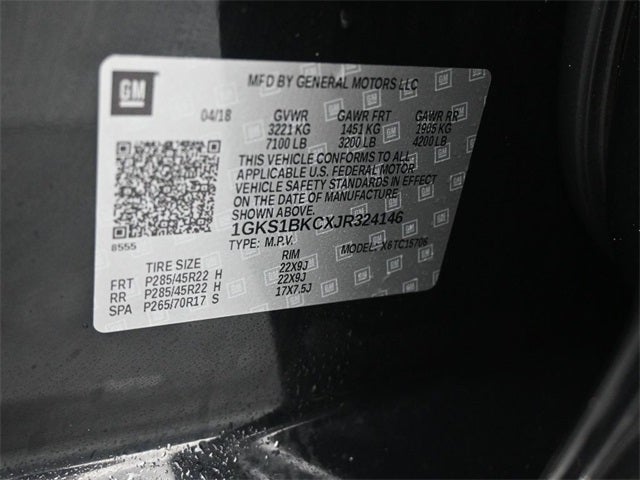 GM
MFD BY GENERAL MOTORS LLC
04/18 GVWR GAWR FRT GAWR RR
3221 KG 1451 KG 1905 KG
7100 LB 3200 LB 4200 LB
THIS VEHICLE CONFORMS TO ALL
APPLICABLE U.S. FEDERAL MOTOR
VEHICLE SAFETY STANDARDS IN EFFECT
ON THE DATE OF MANUFACTURE
SHOWN ABOVE.
1GKS1BKCXJR324146
8555
TYPE: M.P.V. MODEL: X6 TC15706
TIRE SIZE RIM
FRT P285/45R22 H 22X9J
RR P285/45R22 H 22X9J
SPA P265/70R17 S 17X7.5J